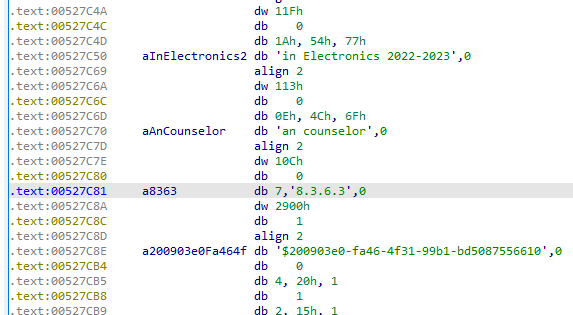 .text:00527C4A dw 11Fh
.text:00527C4C db 0
.text:00527C4D db 1Ah, 54h, 77h
.text:00527C50 aInElectronics2 db 'in Electronics 2022-2023',0
.text:00527C69 align 2
.text:00527C6A dw 113h
.text:00527C6C db 0
.text:00527C6D db 0Eh, 4Ch, 6Fh
.text:00527C70 aAnCounselor db 'an counselor',0
.text:00527C7D align 2
.text:00527C7E dw 10Ch
.text:00527C80 db 0
.text:00527C81 a8363 db 7,'8.3.6.3',0
.text:00527C8A dw 2900h
.text:00527C8C db 1
.text:00527C8D align 2
.text:00527C8E a200903e0Fa464f db '$200903e0-fa46-4f31-99b1-bd5087556610',0
.text:00527CB4 db 0
.text:00527CB5 db 4, 20h, 1
.text:00527CB8 db 1
.text:00527CB9 db 2, 15h, 1